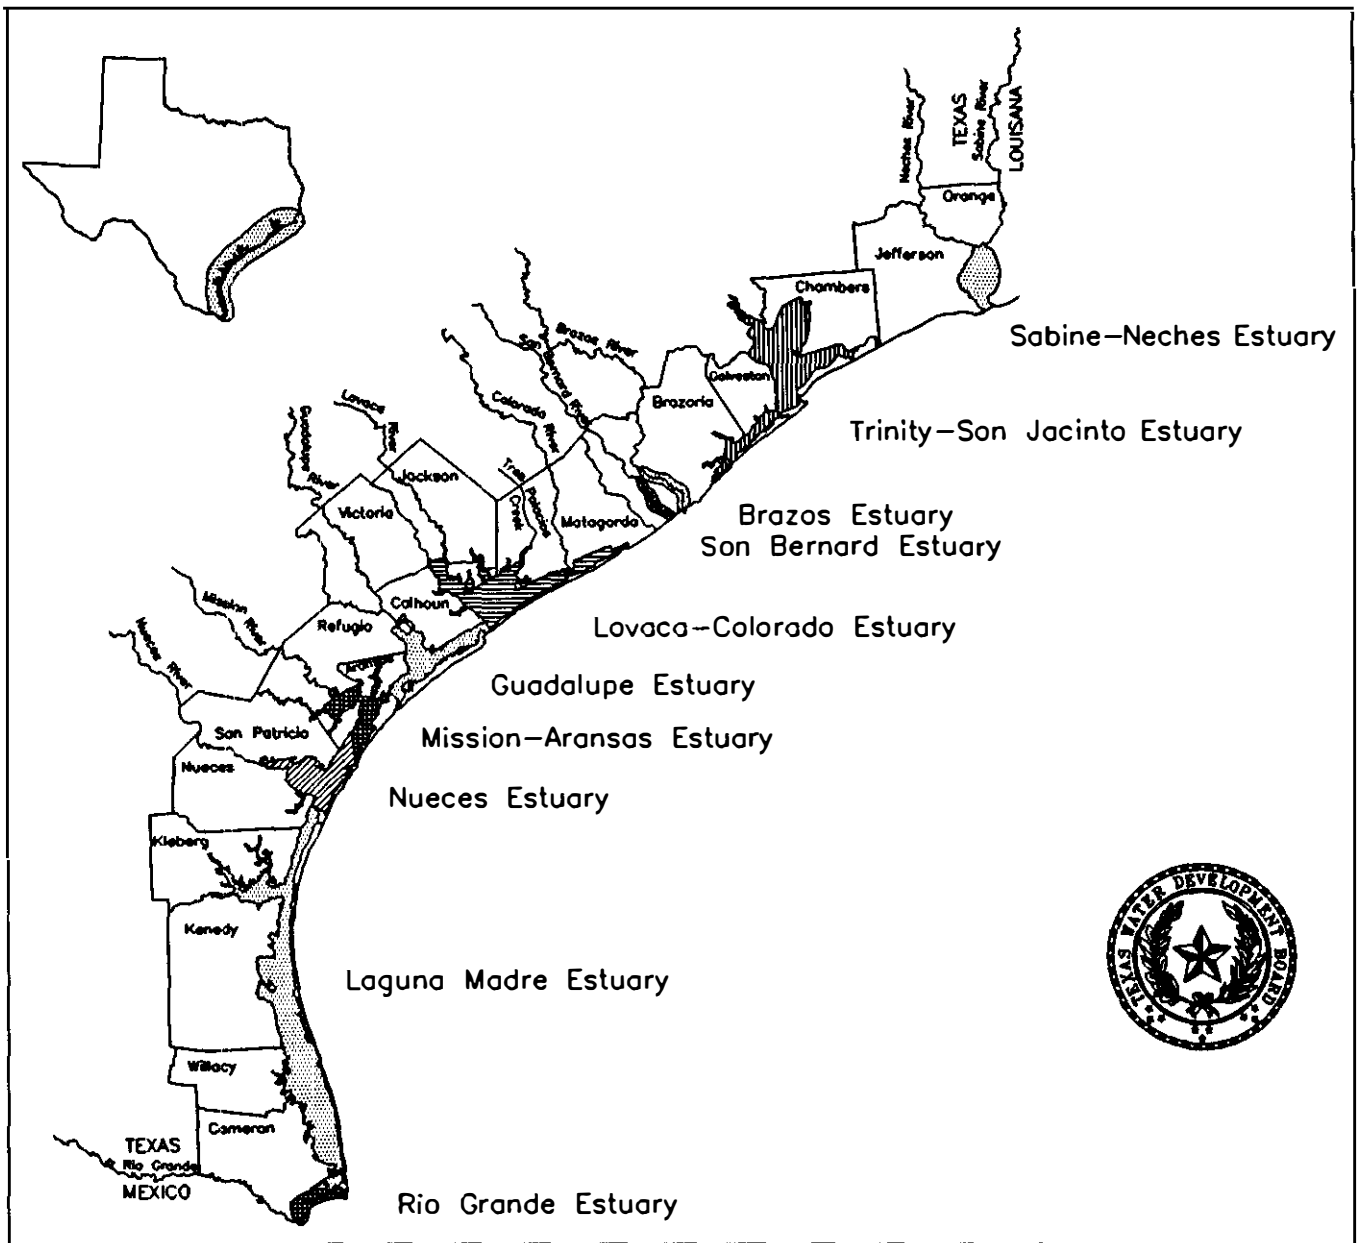 Neches River
TEXAS
Sabine River
LOUISANA
Orange
Jefferson
Chambers
Sabine-Neches Estuary
Brazos River
San Bernard River
Galveston
Brazoria
Trinity-Son Jacinto Estuary
Lavaca River
Guadalupe River
Colorado River
Jackson
Tres Palacios Creek
Victoria
Matagorda
Brazos Estuary
Son Bernard Estuary
Mission River
Calhoun
Refugio
Lovaca-Colorado Estuary
Nueces River
Aransas
Guadalupe Estuary
San Patricio
Mission-Aransas Estuary
Nueces
Nueces Estuary
Kleberg
Kenedy
Laguna Madre Estuary
TEXAS WATER DEVELOPMENT BOARD
Willacy
Cameran
TEXAS
Rio Grande
MEXICO
Rio Grande Estuary